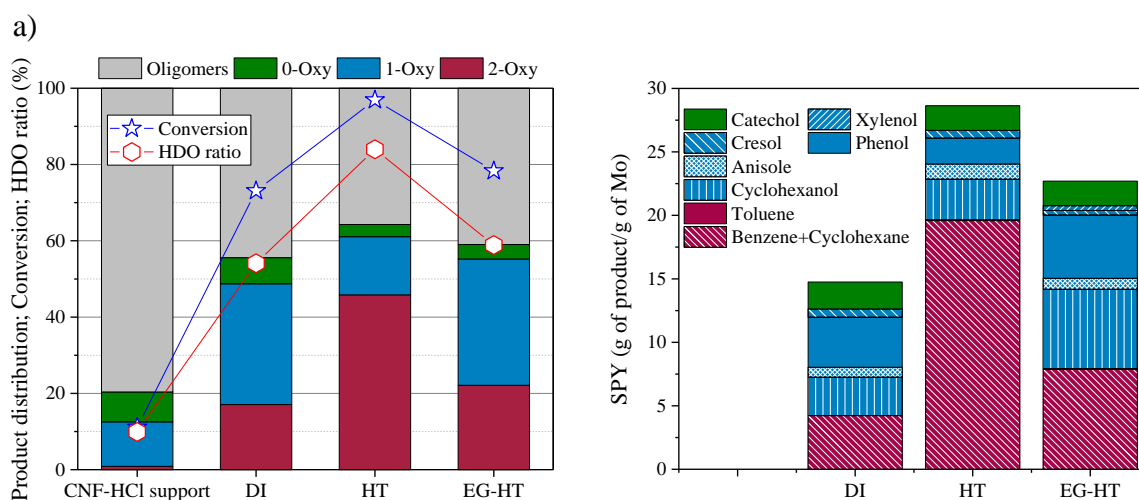 a)
Oligomers 0-Oxy 1-Oxy 2-Oxy
Product distribution; Conversion; HDO ratio (%)
100
80
60
40
20
0
Conversion
HDO ratio
CNF-HCl support DI HT EG-HT
SPY (g of product/g of Mo)
30
25
20
15
10
5
0
Catechol Xylenol
Cresol Phenol
Anisole
Cyclohexanol
Toluene
Benzene+Cyclohexane
DI HT EG-HT